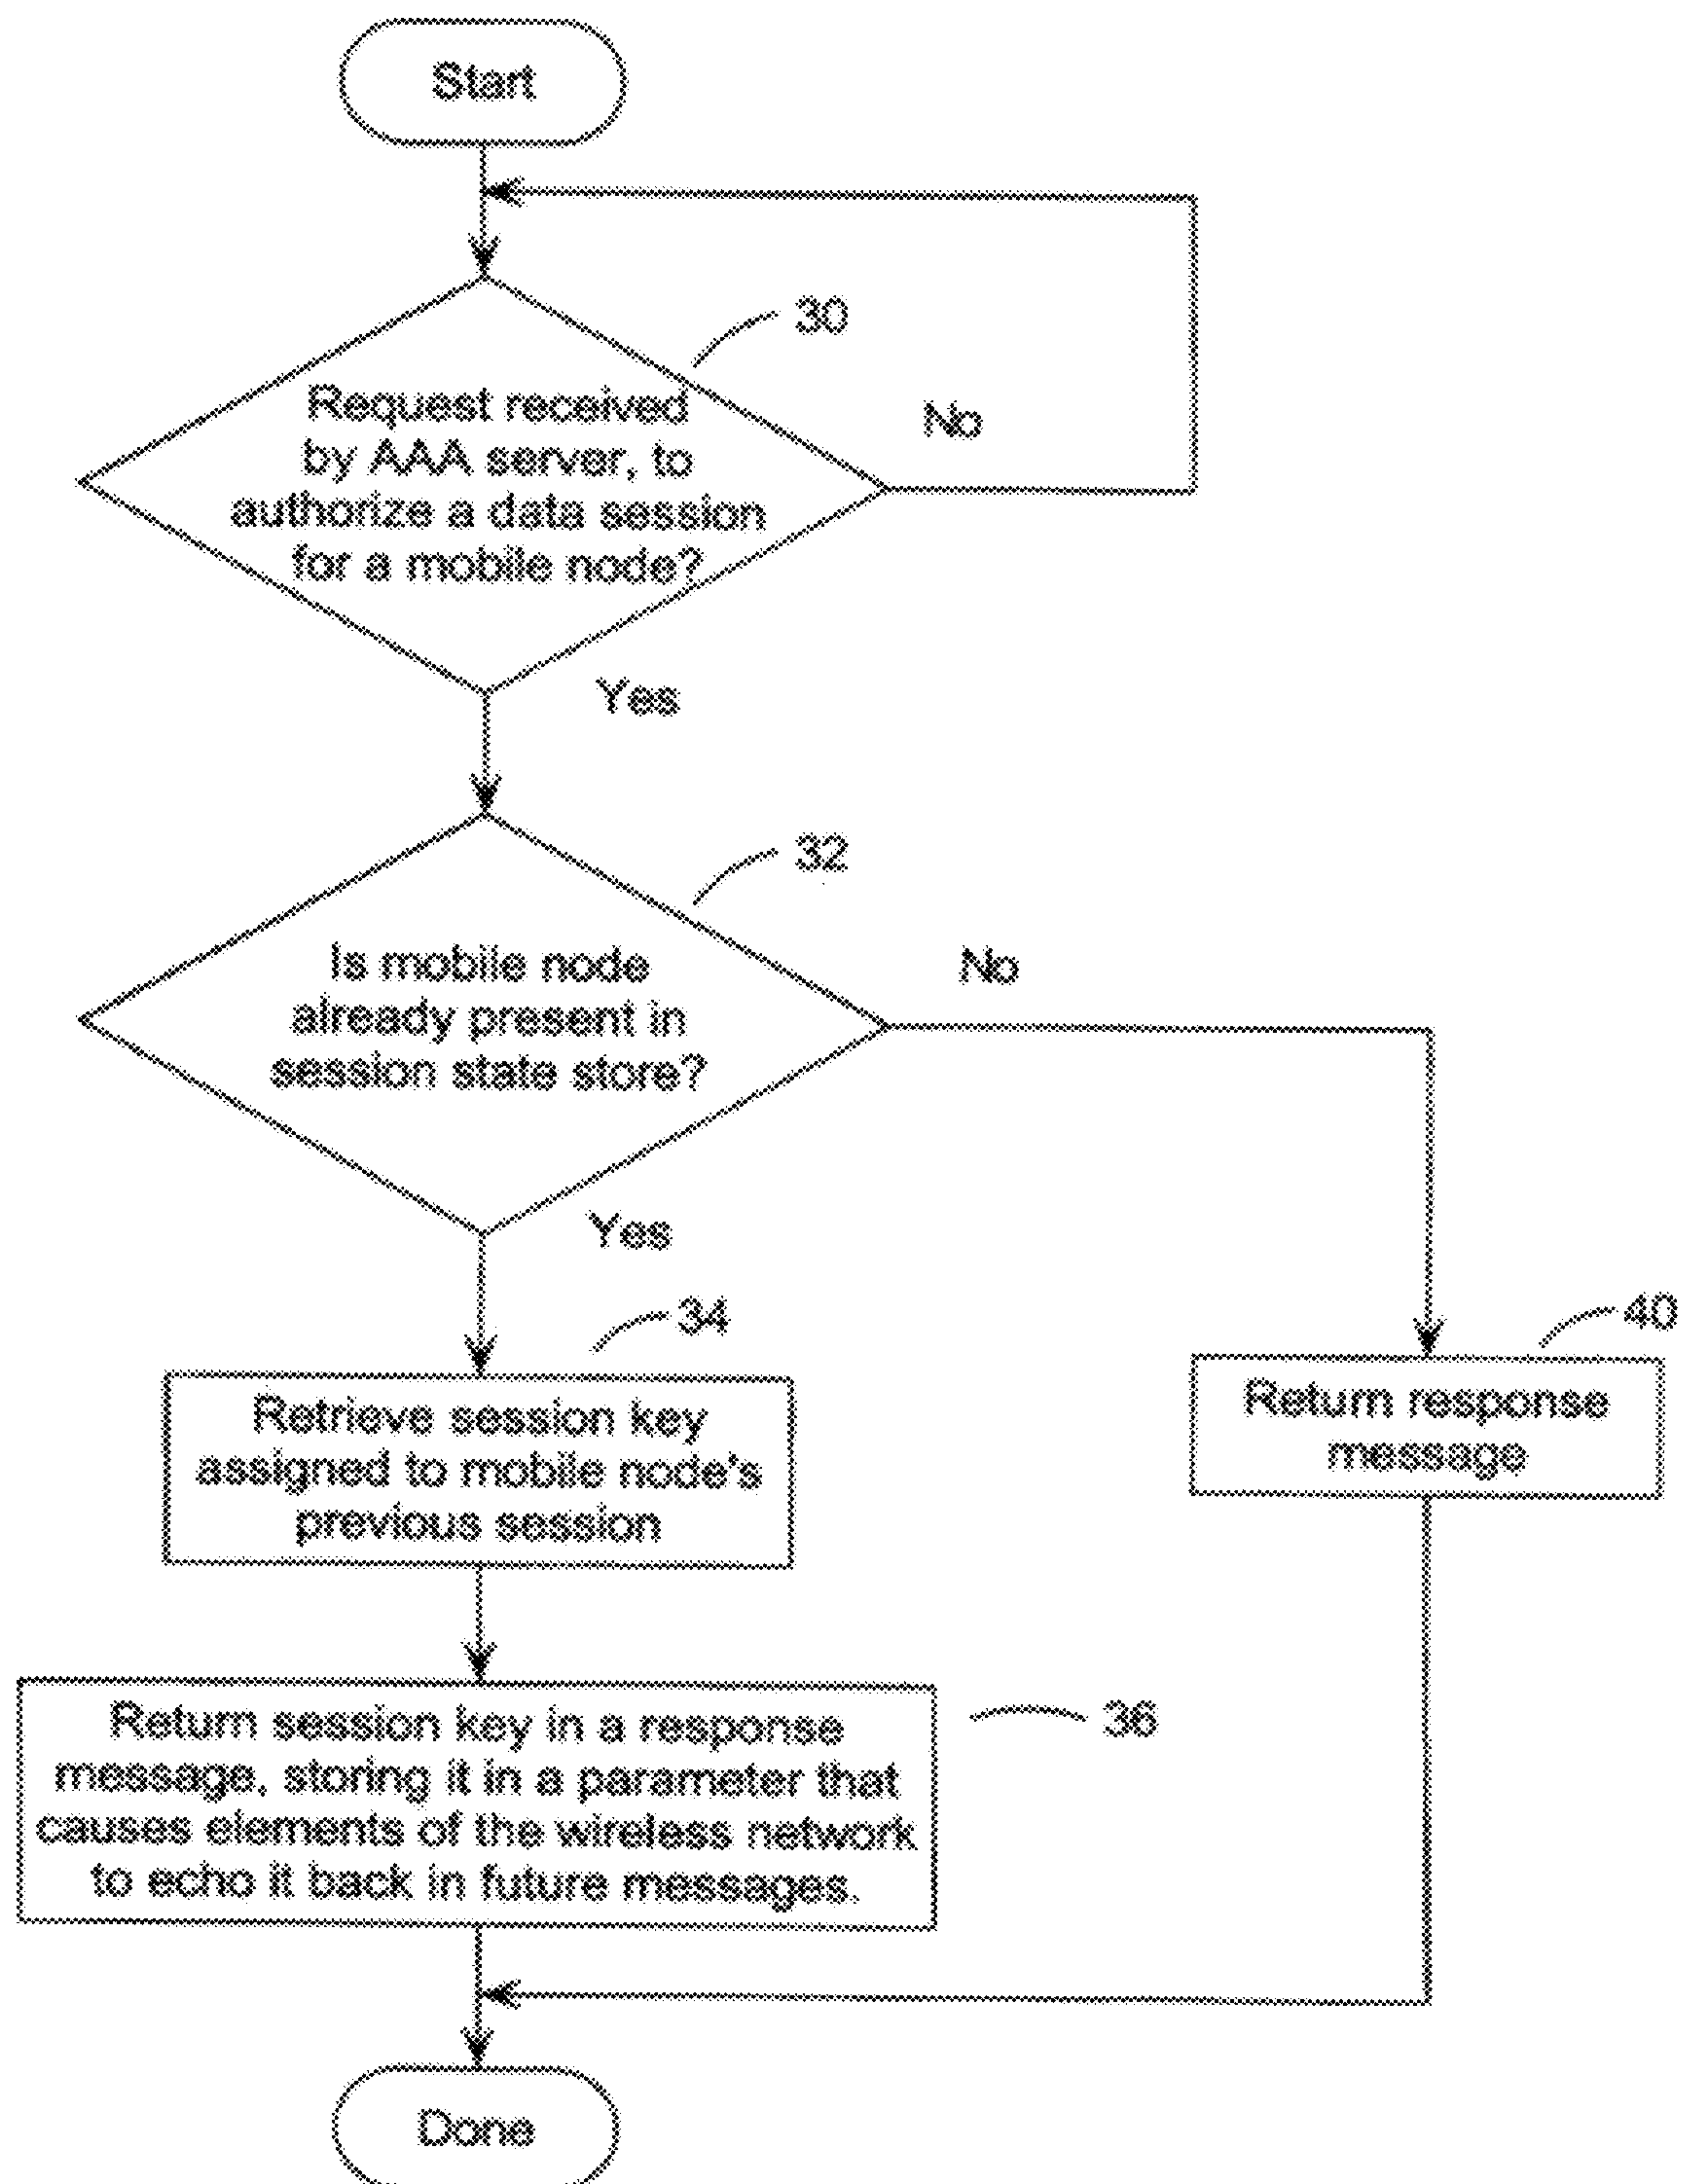 Start
30
Request received
by AAA server, to
authorize a data session
for a mobile node?
No
Yes
32
Is mobile node
already present in
session state store?
No
Yes
34
Retrieve session key
assigned to mobile node's
previous session
40
Return response
message
36
Return session key in a response
message, storing it in a parameter that
causes elements of the wireless network
to echo it back in future messages.
Done